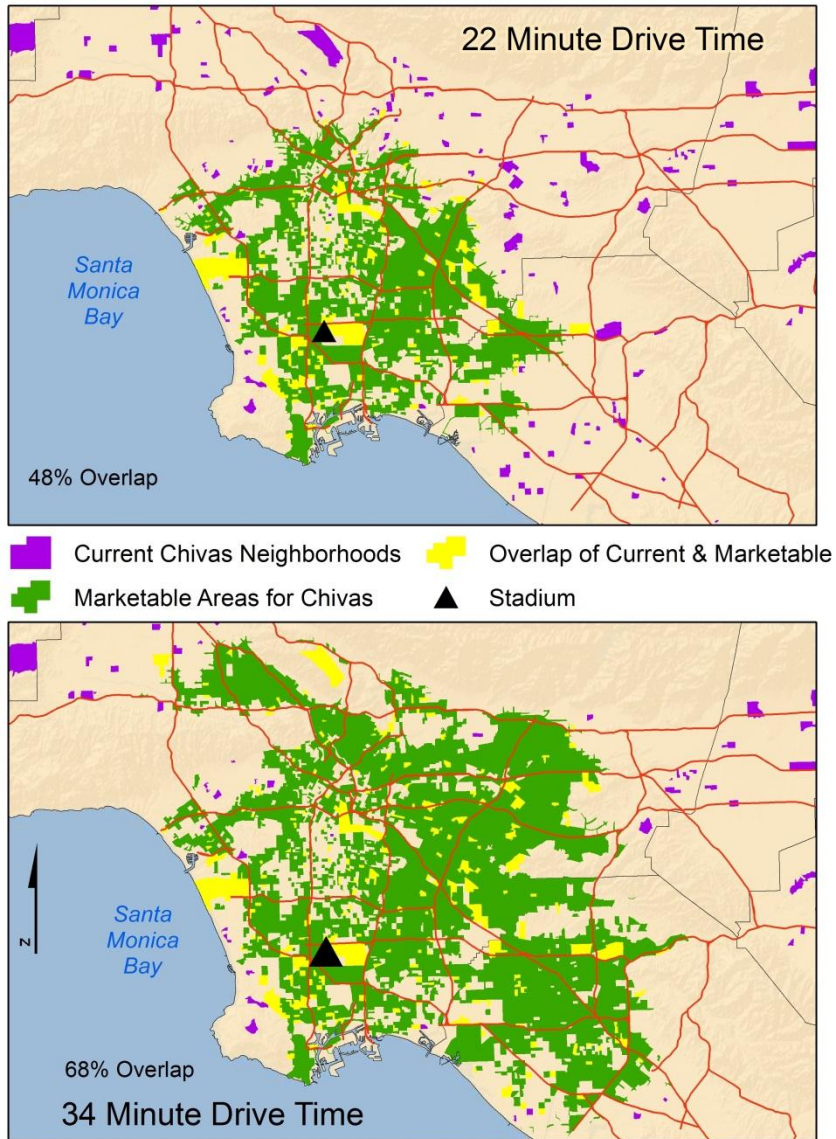 22 Minute Drive Time
Santa
Monica
Bay
48% Overlap
Current Chivas Neighborhoods
Overlap of Current & Marketable
Marketable Areas for Chivas
Stadium
N
Santa
Monica
Bay
68% Overlap
34 Minute Drive Time